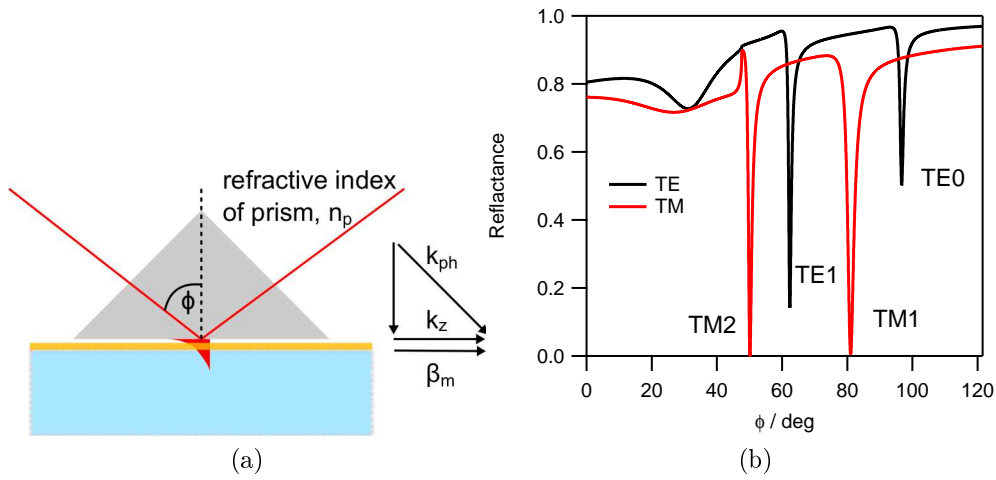 refractive index
of prism, n_p
ϕ
k_ph
k_z
β_m
(a)
1.0
0.8
0.6
0.4
0.2
0.0
Reflactance
TE
TM
TM2
TE1
TM1
TE0
0
20
40
60
80
100
120
ϕ / deg
(b)